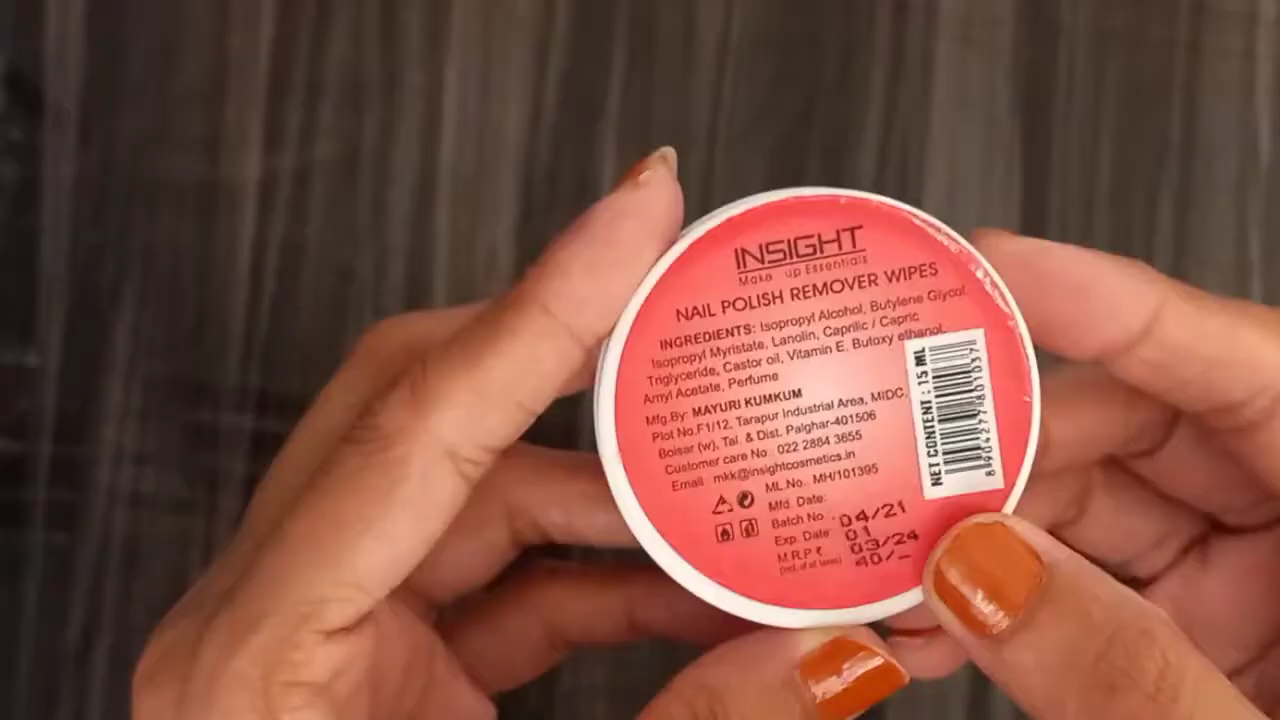 INSIGHT
Make up Essentials
NAIL POLISH REMOVER WIPES
INGREDIENTS: Isopropyl Alcohol, Butylene Glycol,
Isopropyl Myristate, Lanolin, Caprilic / Capric
Triglyceride, Castor oil, Vitamin E, Butoxy ethanol,
Amyl Acetate, Perfume
Mfg.By: MAYURI KUMKUM
Plot No.F1/12, Tarapur Industrial Area, MIDC,
Boisar (w), Tal. & Dist. Palghar-401506
Customer care No. 022 2884 3655
Email mkk@insightcosmetics.in
ML.No. MH/101395
Mfd. Date: 04/21
Batch No. 01
Exp. Date 03/24
M.R.P ₹ 40/-
(incl. of all taxes)
NET CONTENT : 15 ML
8904277801037